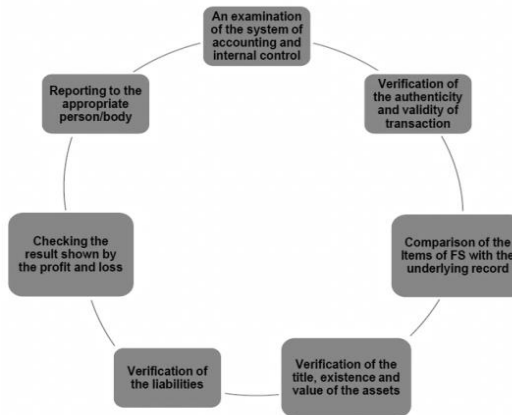 An examination
of the system of
accounting and
internal control
Verification of
the authenticity
and validity of
transaction
Comparison of the
Items of FS with the
underlying record
Verification of the
title, existence and
value of the assets
Verification of
the liabilities
Checking the
result shown by
the profit and loss
Reporting to the
appropriate
person/body